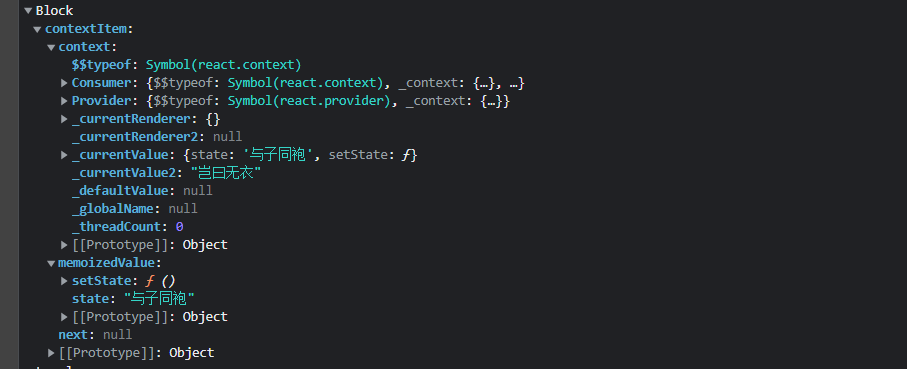 Block
contextItem:
context:
$$typeof: Symbol(react.context)
Consumer: {$$typeof: Symbol(react.context), _context: {…}, …}
Provider: {$$typeof: Symbol(react.provider), _context: {…}}
_currentRenderer: {}
_currentRenderer2: null
_currentValue: {state: '与子同袍', setState: ƒ}
_currentValue2: "岂曰无衣"
_defaultValue: null
_globalName: null
_threadCount: 0
[[Prototype]]: Object
memoizedValue:
setState: ƒ ()
state: "与子同袍"
[[Prototype]]: Object
next: null
[[Prototype]]: Object